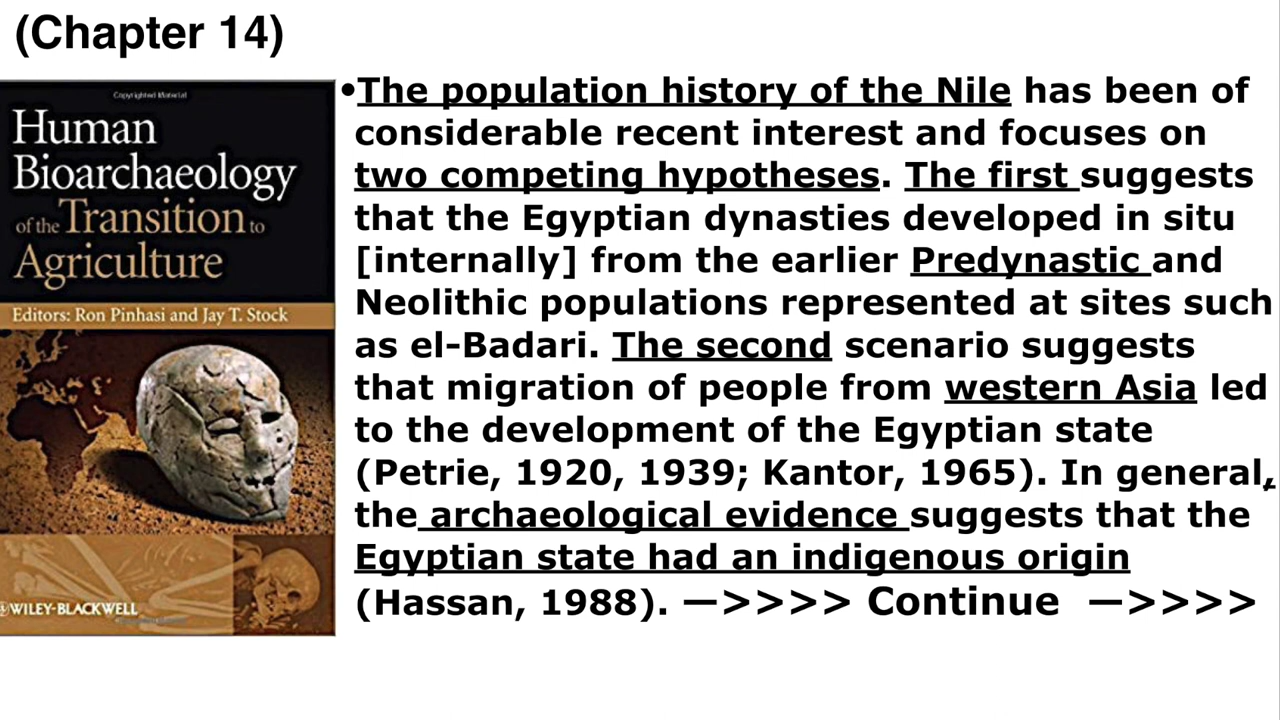 (Chapter 14)
Copyrighted Material
Human
Bioarchaeology
of the Transition to
Agriculture
Editors: Ron Pinhasi and Jay T. Stock
WILEY-BLACKWELL
•The population history of the Nile has been of
considerable recent interest and focuses on
two competing hypotheses. The first suggests
that the Egyptian dynasties developed in situ
[internally] from the earlier Predynastic and
Neolithic populations represented at sites such
as el-Badari. The second scenario suggests
that migration of people from western Asia led
to the development of the Egyptian state
(Petrie, 1920, 1939; Kantor, 1965). In general,
the archaeological evidence suggests that the
Egyptian state had an indigenous origin
(Hassan, 1988). —>>>> Continue —>>>>